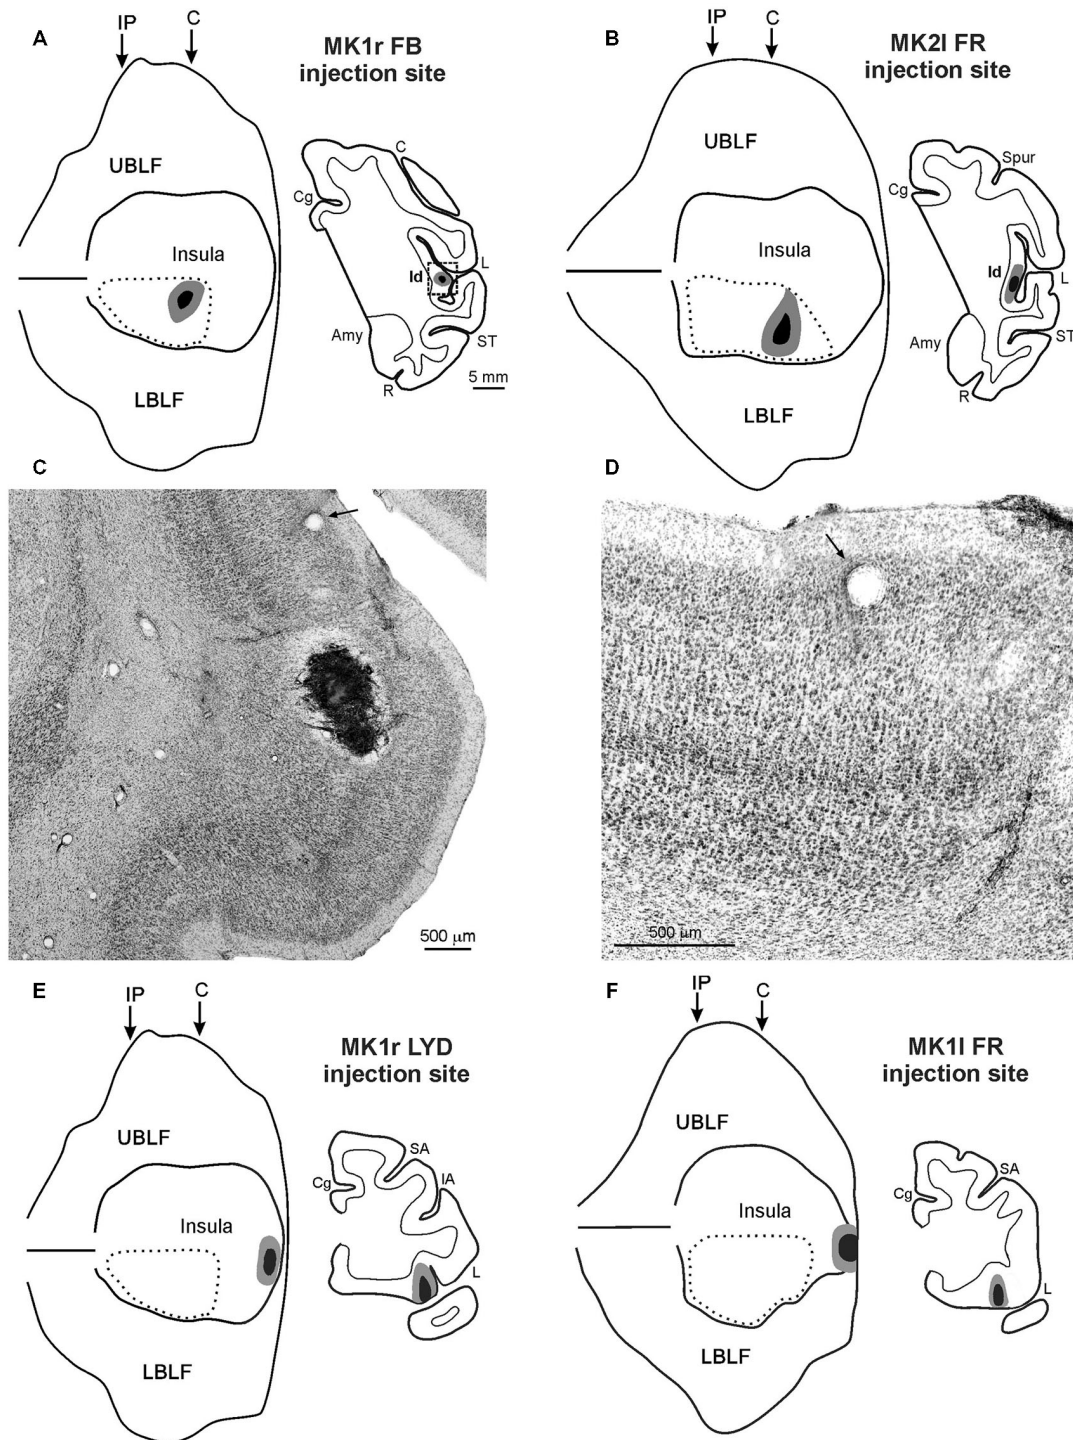 A
IP
C
MK1r FB
injection site
UBLF
Insula
LBLF
C
Cg
Id
L
Amy
ST
R
5 mm
B
IP
C
MK2l FR
injection site
UBLF
Insula
LBLF
Spur
Cg
Id
L
Amy
ST
R
C
500 μm
D
500 μm
E
IP
C
MK1r LYD
injection site
UBLF
Insula
LBLF
SA
IA
Cg
L
F
IP
C
MK1l FR
injection site
UBLF
Insula
LBLF
SA
Cg
L